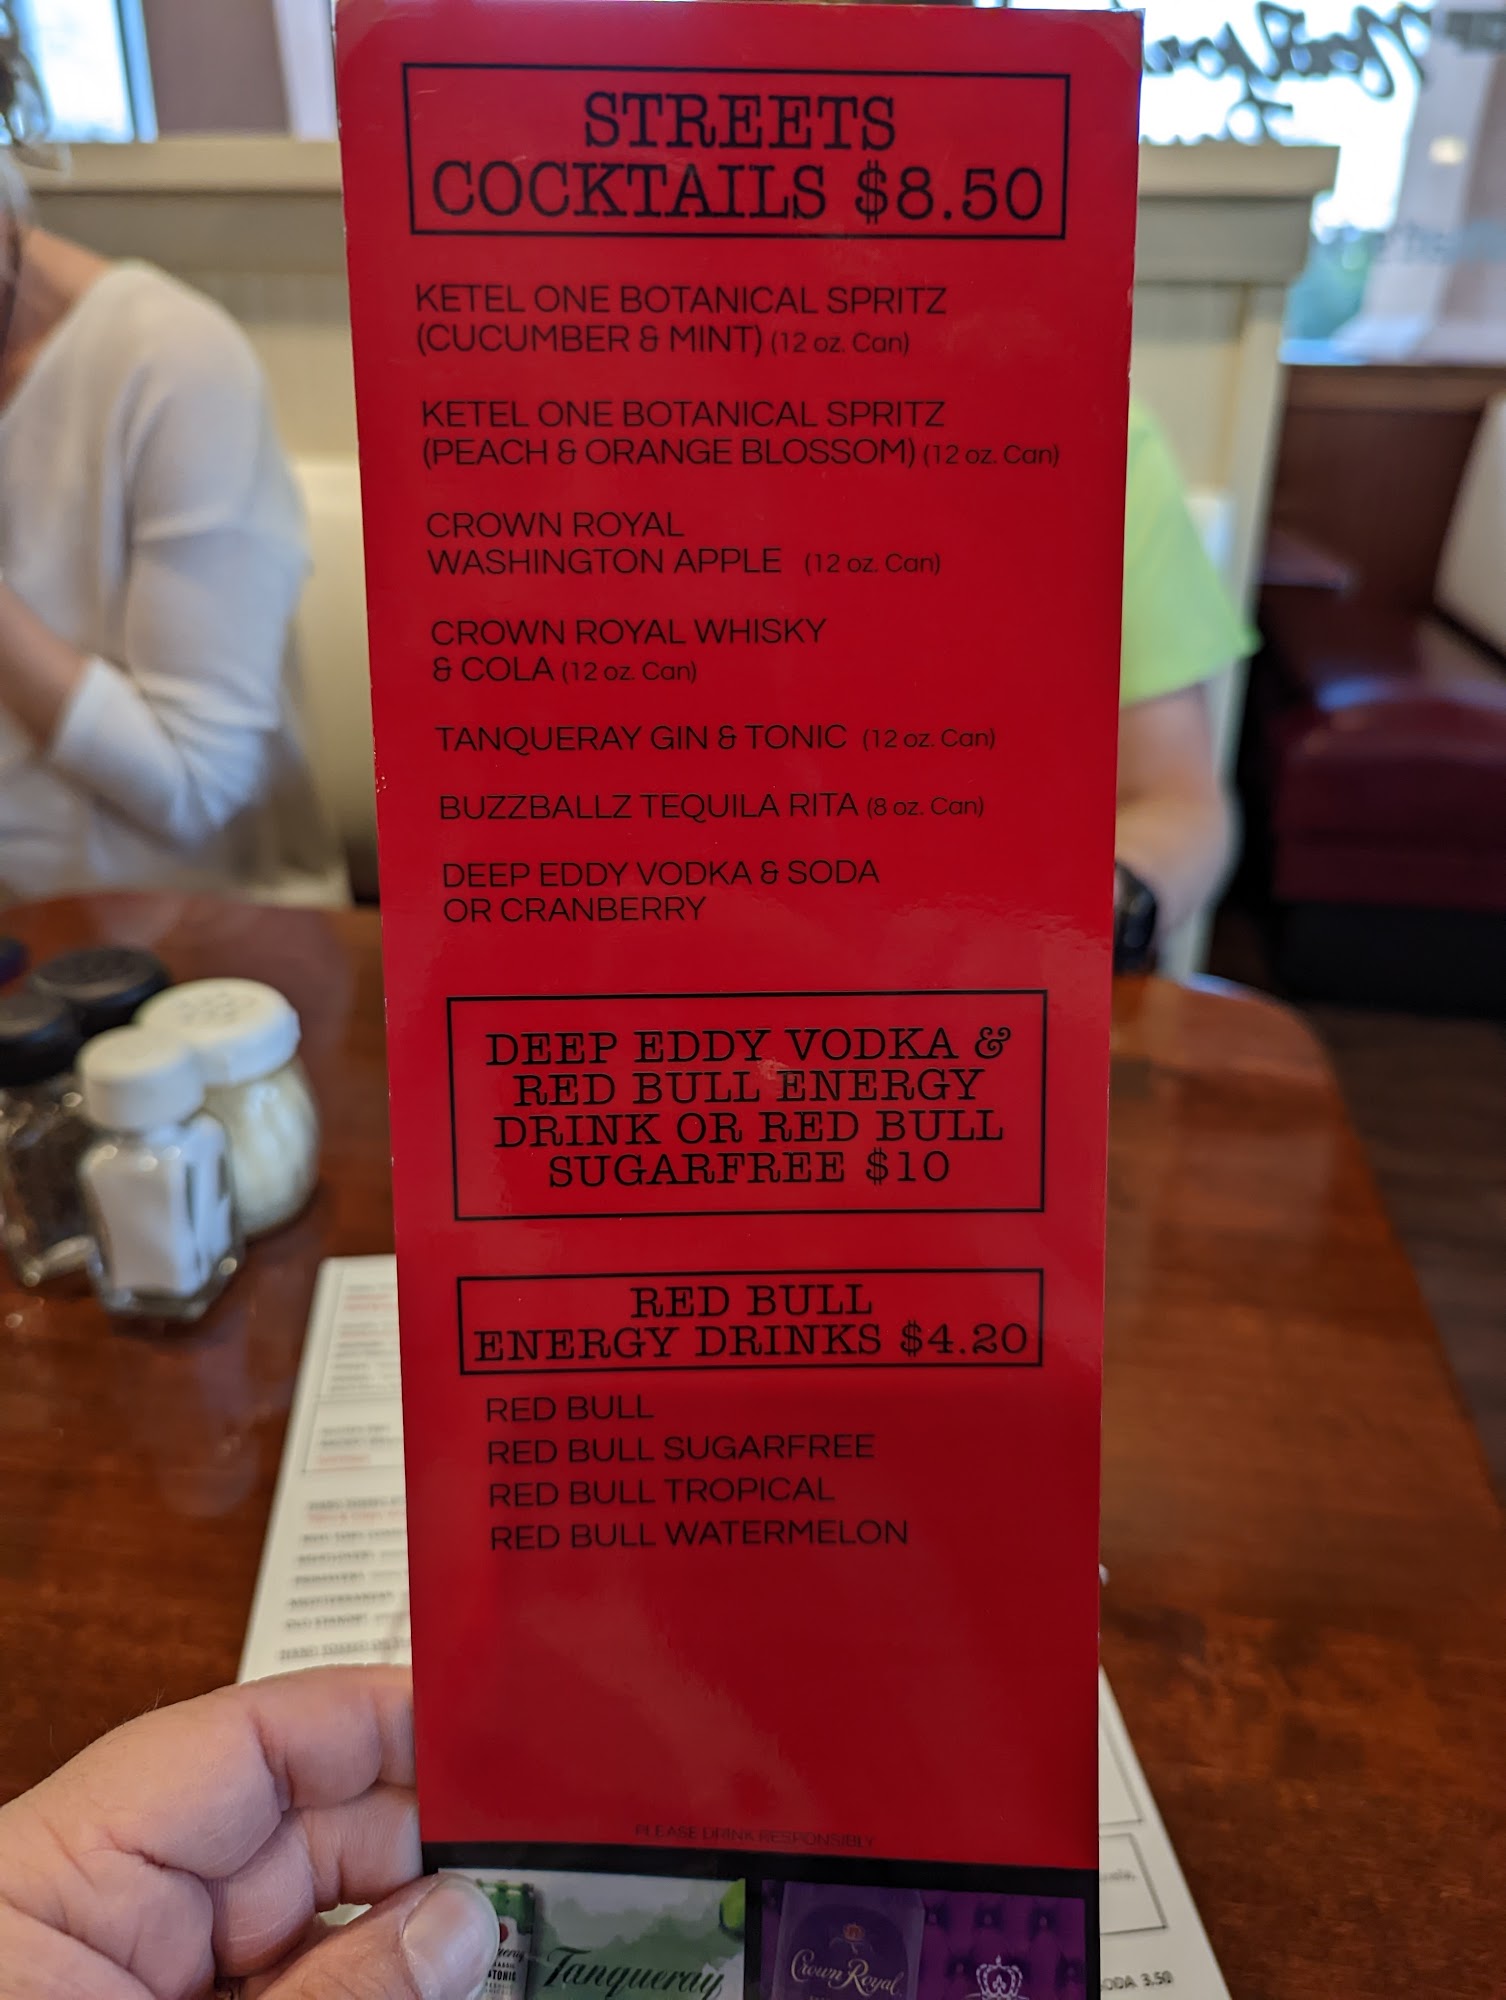 STREETS
COCKTAILS $8.50
KETEL ONE BOTANICAL SPRITZ
(CUCUMBER & MINT) (12 oz. Can)
KETEL ONE BOTANICAL SPRITZ
(PEACH & ORANGE BLOSSOM) (12 oz. Can)
CROWN ROYAL
WASHINGTON APPLE (12 oz. Can)
CROWN ROYAL WHISKY
& COLA (12 oz. Can)
TANQUERAY GIN & TONIC (12 oz. Can)
BUZZBALLZ TEQUILA RITA (8 oz. Can)
DEEP EDDY VODKA & SODA
OR CRANBERRY
DEEP EDDY VODKA &
RED BULL ENERGY
DRINK OR RED BULL
SUGARFREE $10
RED BULL
ENERGY DRINKS $4.20
RED BULL
RED BULL SUGARFREE
RED BULL TROPICAL
RED BULL WATERMELON
PLEASE DRINK RESPONSIBLY
Tanqueray
Crown Royal
ODA 3.50